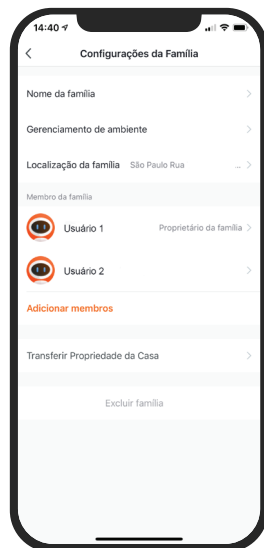 14:40
Configurações da Família
Nome da família
Gerenciamento de ambiente
Localização da família São Paulo Rua ...
Membro da família
Usuário 1 Proprietário da família
Usuário 2
Adicionar membros
Transferir Propriedade da Casa
Excluir família